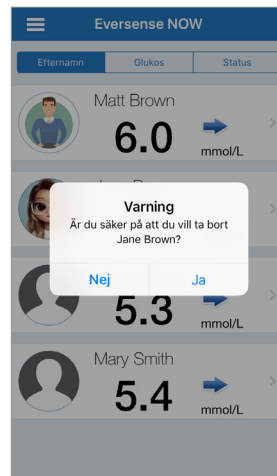 Eversense NOW
Efternamn Glukos Status
Matt Brown
6.0
mmol/L
Varning
Är du säker på att du vill ta bort
Jane Brown?
Nej Ja
5.3
mmol/L
Mary Smith
5.4
mmol/L